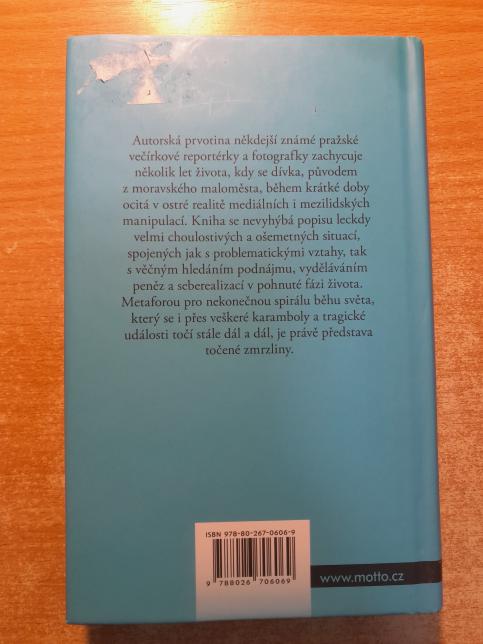 Autorská prvotina někdejší známé pražské
večírkové reportérky a fotografky zachycuje
několik let života, kdy se dívka, původem
z moravského maloměsta, během krátké doby
ocitá v ostré realitě mediálních i mezilidských
manipulací. Kniha se nevyhýbá popisu leckdy
velmi choulostivých a ošemetných situací,
spojených jak s problematickými vztahy, tak
s věčným hledáním podnájmu, vyděláváním
peněz a seberealizací v pohnuté fázi života.
Metaforou pro nekonečnou spirálu běhu světa,
který se i přes veškeré karamboly a tragické
události točí stále dál a dál, je právě představa
točené zmrzliny.
ISBN 978-80-267-0606-9
9 788026 706069
www.motto.cz